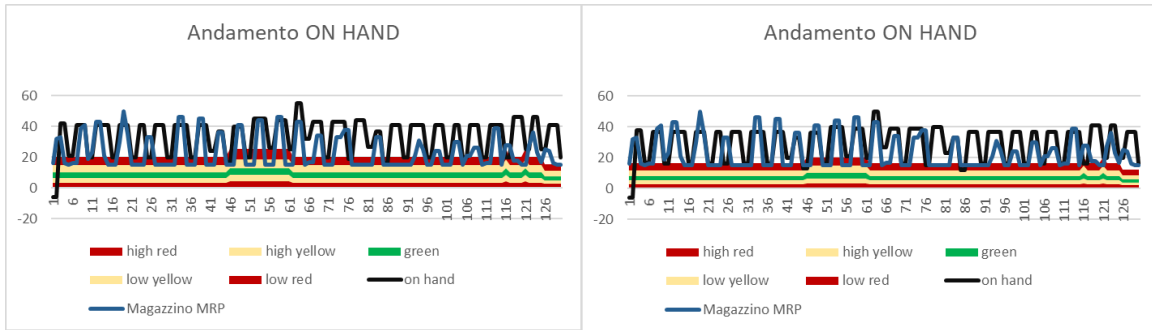 Andamento ON HAND
60
40
20
0
-20
1 6 11 16 21 26 31 36 41 46 51 56 61 66 71 76 81 86 91 96 101 106 111 116 121 126
high red high yellow green
low yellow low red on hand
Magazzino MRP
Andamento ON HAND
60
40
20
0
-20
1 6 11 16 21 26 31 36 41 46 51 56 61 66 71 76 81 86 91 96 101 106 111 116 121 126
high red high yellow green
low yellow low red on hand
Magazzino MRP